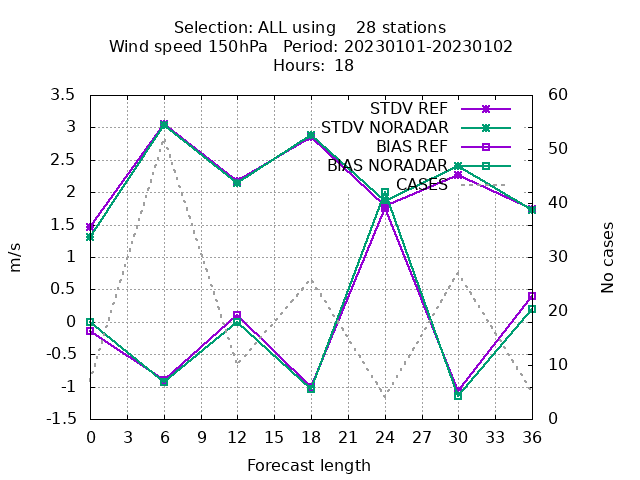 Selection: ALL using    28 stations
Wind speed 150hPa   Period: 20230101-20230102
Hours: 18
3.5
3
2.5
2
1.5
1
0.5
0
-0.5
-1
-1.5
m/s
STDV REF
STDV NORADAR
BIAS REF
BIAS NORADAR
CASES
60
50
40
30
20
10
0
No cases
0 3 6 9 12 15 18 21 24 27 30 33 36
Forecast length